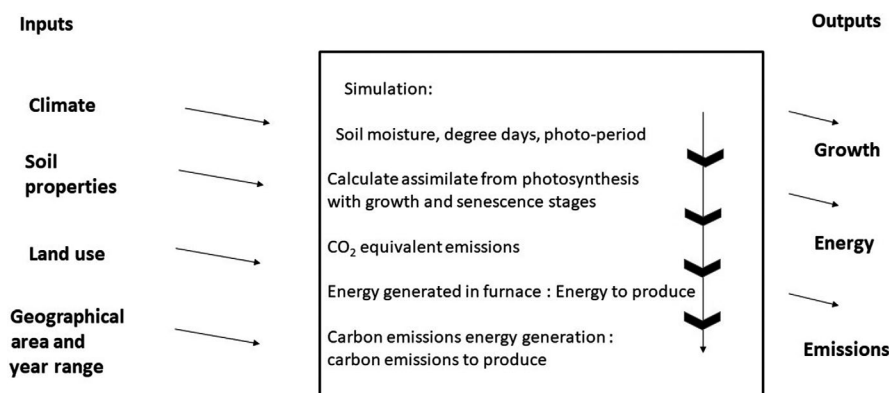 Inputs
Outputs
Climate
Soil
properties
Land use
Geographical
area and
year range
Simulation:
Soil moisture, degree days, photo-period
Calculate assimilate from photosynthesis
with growth and senescence stages
CO₂ equivalent emissions
Energy generated in furnace : Energy to produce
Carbon emissions energy generation :
carbon emissions to produce
Growth
Energy
Emissions